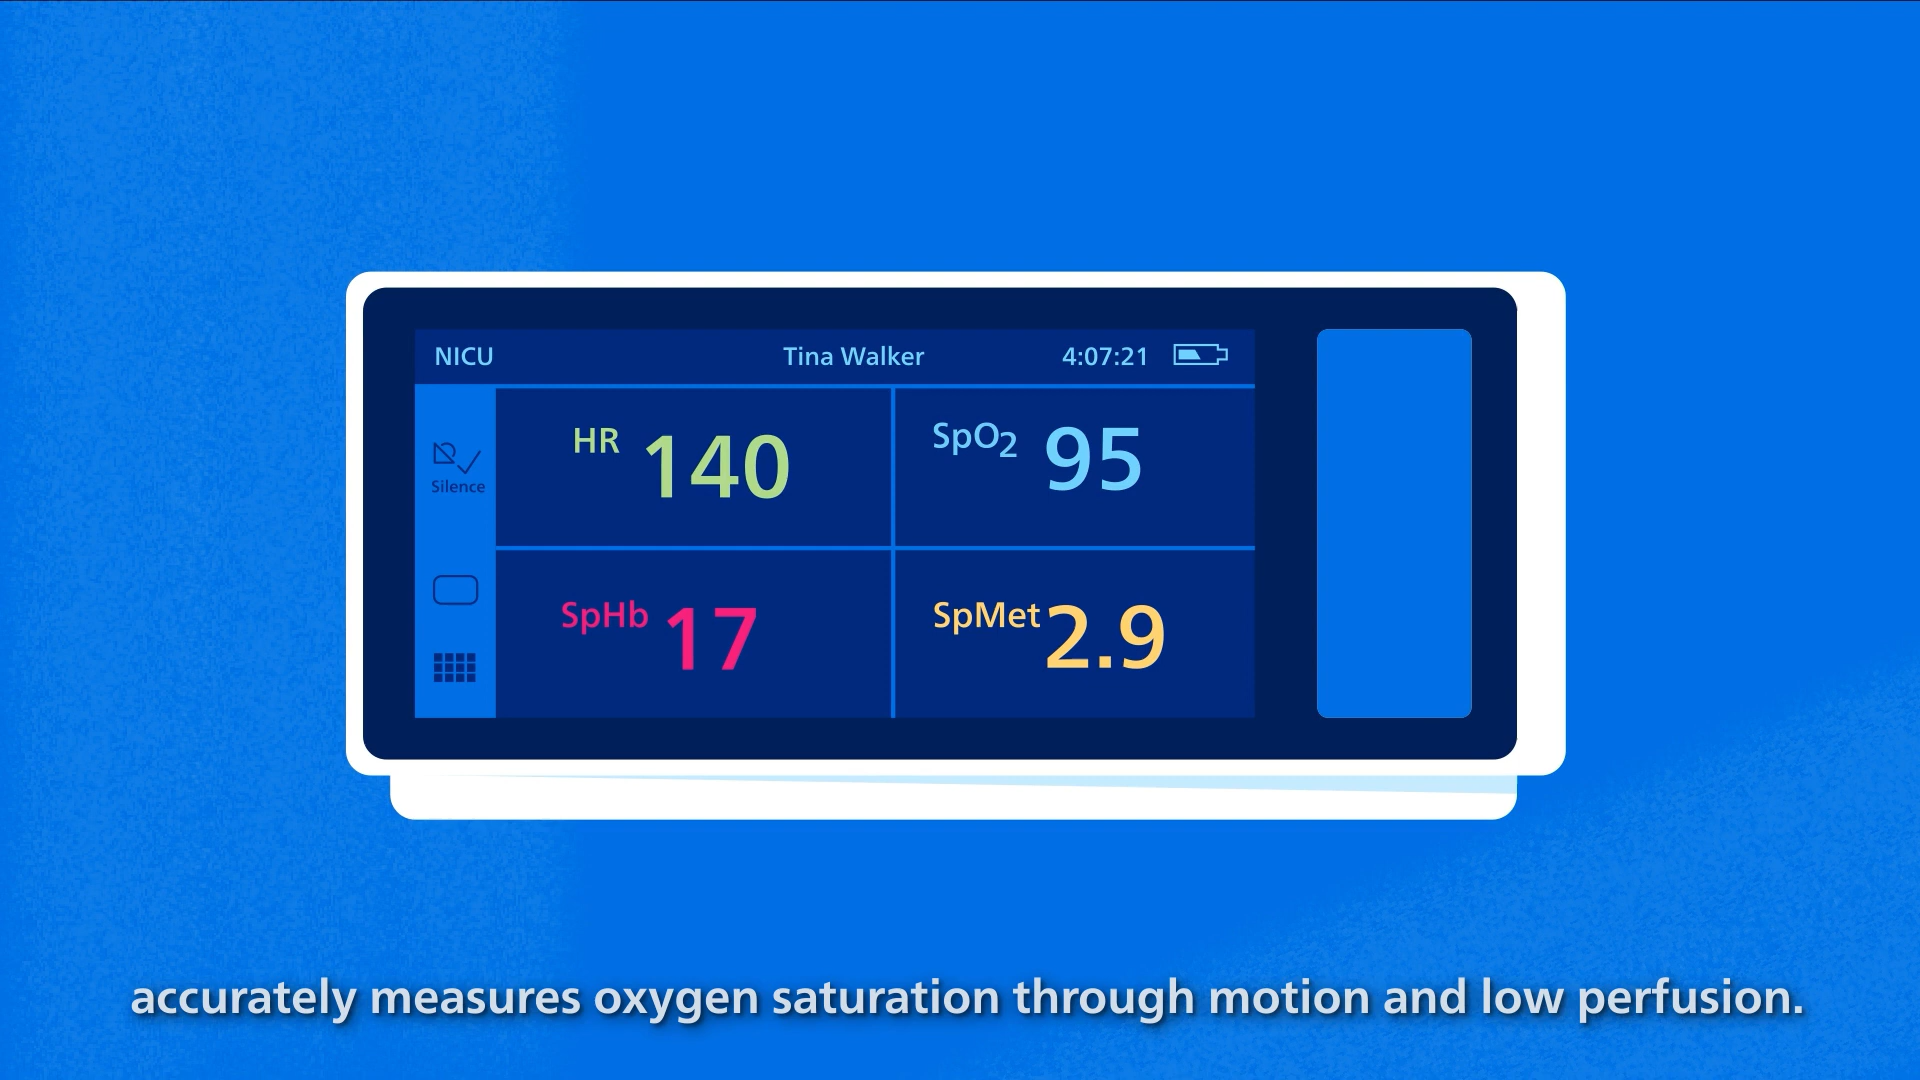 NICU Tina Walker 4:07:21
HR 140 SpO2 95
Silence
SpHb 17 SpMet 2.9
accurately measures oxygen saturation through motion and low perfusion.